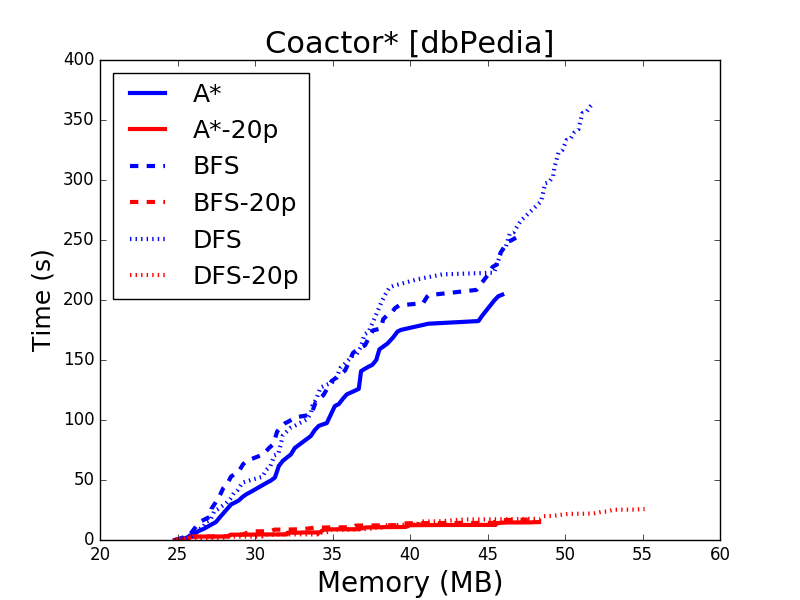 Coactor* [dbPedia]
400
350
300
250
200
150
100
50
0
Time (s)
A*
A*-20p
BFS
BFS-20p
DFS
DFS-20p
20 25 30 35 40 45 50 55 60
Memory (MB)